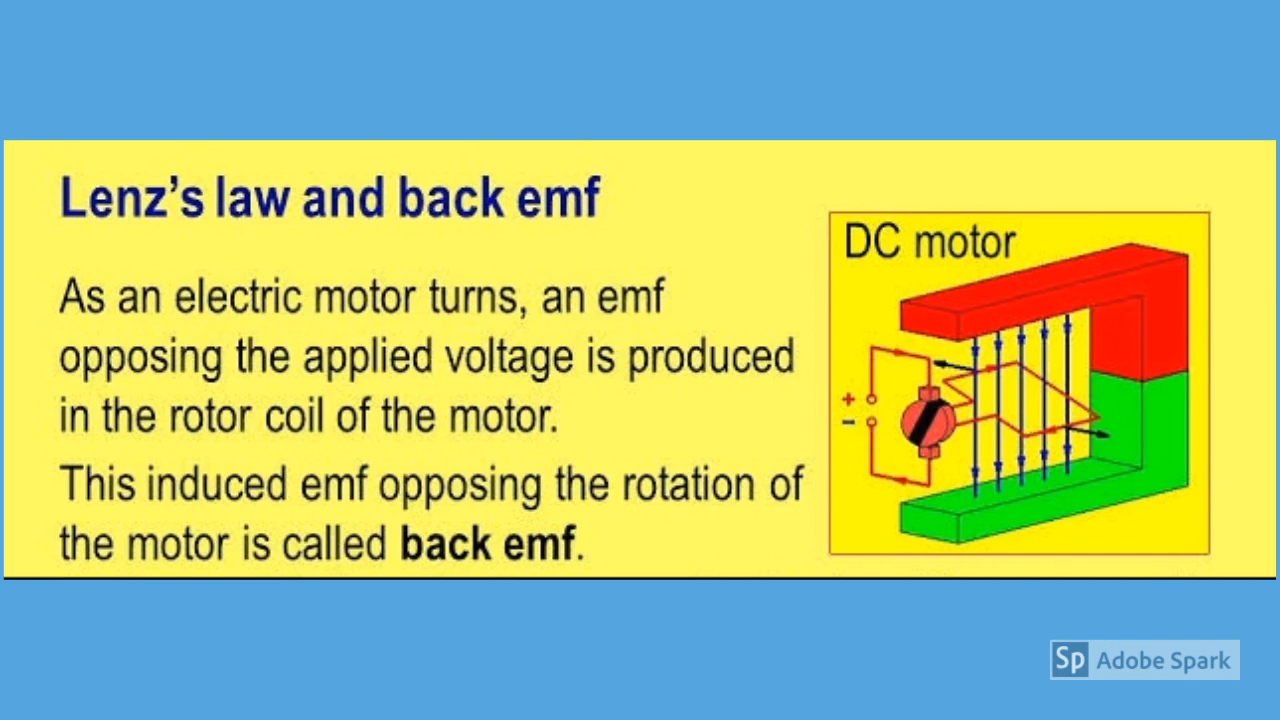 Lenz's law and back emf
As an electric motor turns, an emf
opposing the applied voltage is produced
in the rotor coil of the motor.
This induced emf opposing the rotation of
the motor is called back emf.
DC motor
+
−
Sp Adobe Spark